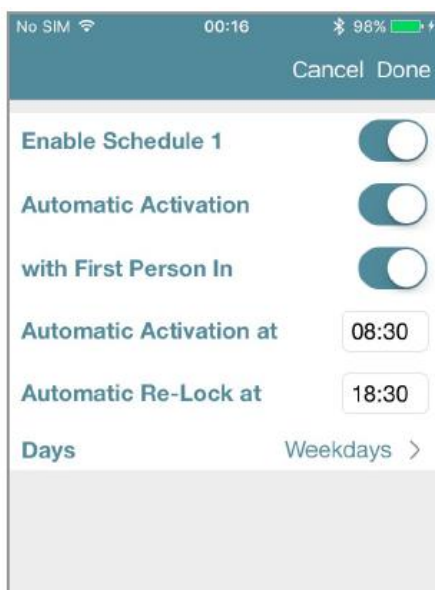 No SIM 00:16 98%
Cancel Done
Enable Schedule 1
Automatic Activation
with First Person In
Automatic Activation at 08:30
Automatic Re-Lock at 18:30
Days Weekdays >